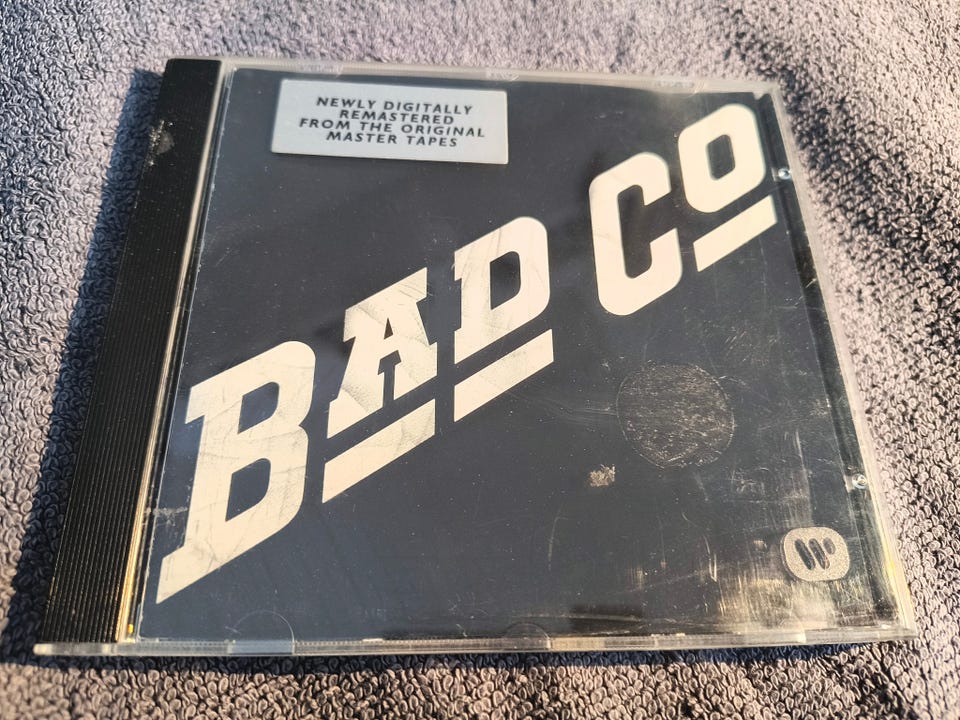 NEWLY DIGITALLY
REMASTERED
FROM THE ORIGINAL
MASTER TAPES
BAD CO